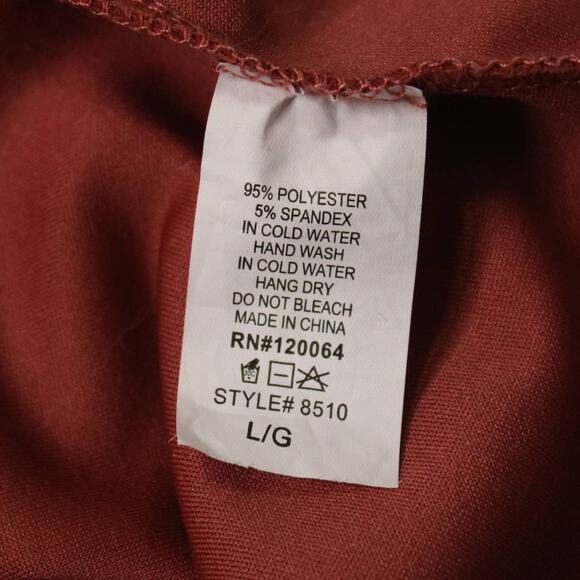 95% POLYESTER
5% SPANDEX
IN COLD WATER
HAND WASH
IN COLD WATER
HANG DRY
DO NOT BLEACH
MADE IN CHINA
RN#120064
STYLE# 8510
L/G